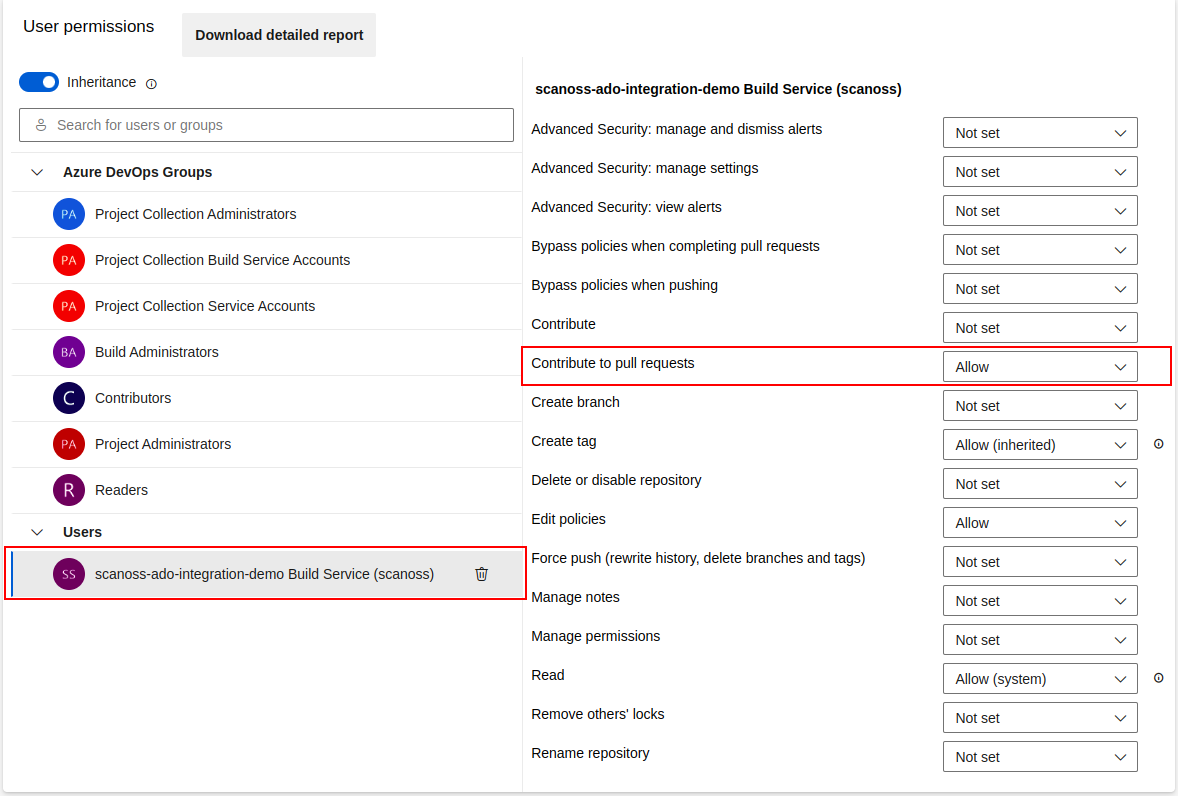 User permissions
Download detailed report
Inheritance
Search for users or groups
Azure DevOps Groups
PA Project Collection Administrators
PA Project Collection Build Service Accounts
PA Project Collection Service Accounts
BA Build Administrators
C Contributors
PA Project Administrators
R Readers
Users
SS scanoss-ado-integration-demo Build Service (scanoss)
scanoss-ado-integration-demo Build Service (scanoss)
Advanced Security: manage and dismiss alerts Not set
Advanced Security: manage settings Not set
Advanced Security: view alerts Not set
Bypass policies when completing pull requests Not set
Bypass policies when pushing Not set
Contribute Not set
Contribute to pull requests Allow
Create branch Not set
Create tag Allow (inherited)
Delete or disable repository Not set
Edit policies Allow
Force push (rewrite history, delete branches and tags) Not set
Manage notes Not set
Manage permissions Not set
Read Allow (system)
Remove others' locks Not set
Rename repository Not set